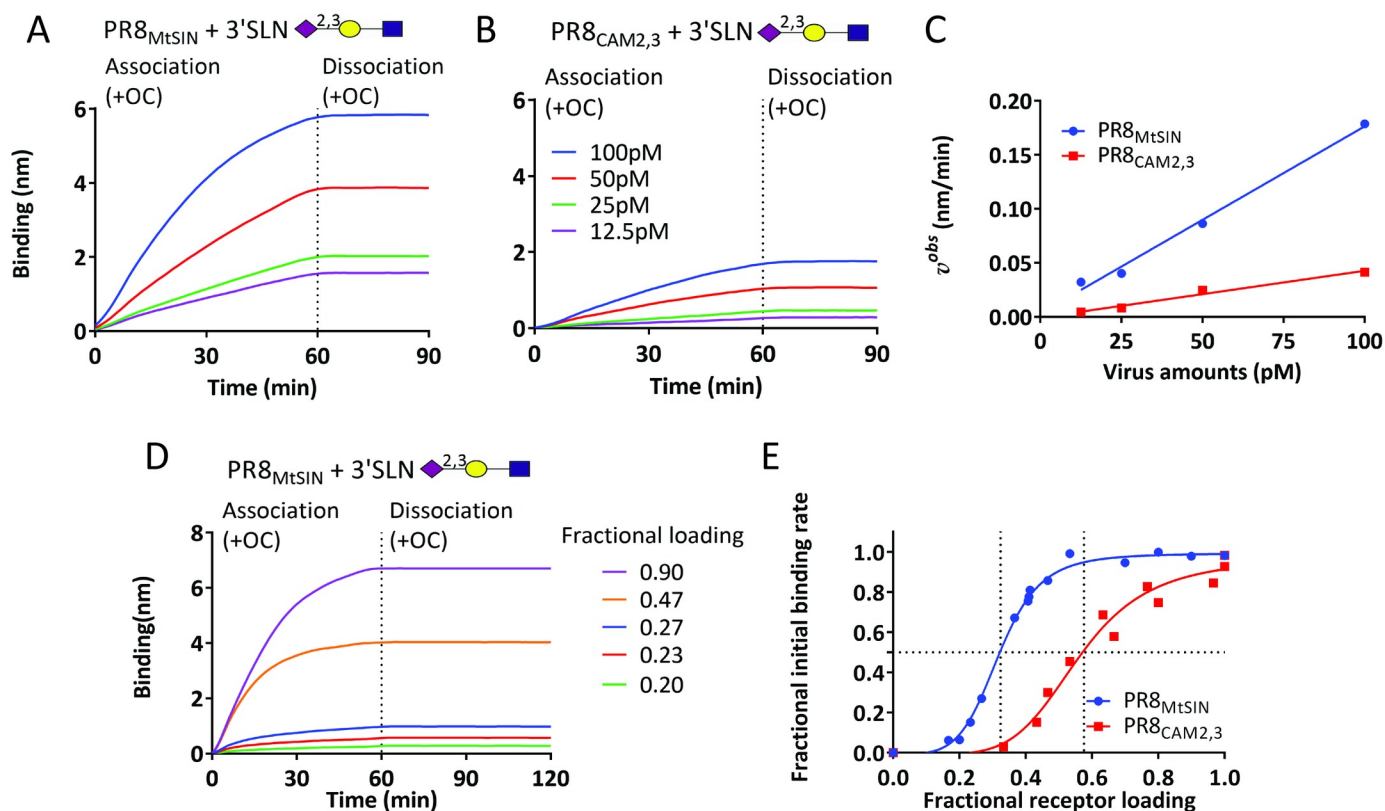 A
PR8MtSIN + 3'SLN
2,3
Association
(+OC)
Dissociation
(+OC)
Binding (nm)
6
4
2
0
0 30 60 90
Time (min)
B
PR8CAM2,3 + 3'SLN
2,3
Association
(+OC)
Dissociation
(+OC)
6
4
2
0
100pM
50pM
25pM
12.5pM
0 30 60 90
Time (min)
C
υobs (nm/min)
0.20
0.15
0.10
0.05
0.00
PR8MtSIN
PR8CAM2,3
0 25 50 75 100
Virus amounts (pM)
D
PR8MtSIN + 3'SLN
2,3
Association
(+OC)
Dissociation
(+OC)
Binding(nm)
8
6
4
2
0
0 30 60 90 120
Time (min)
Fractional loading
0.90
0.47
0.27
0.23
0.20
E
Fractional initial binding rate
1.0
0.8
0.6
0.4
0.2
0.0
PR8MtSIN
PR8CAM2,3
0.0 0.2 0.4 0.6 0.8 1.0
Fractional receptor loading